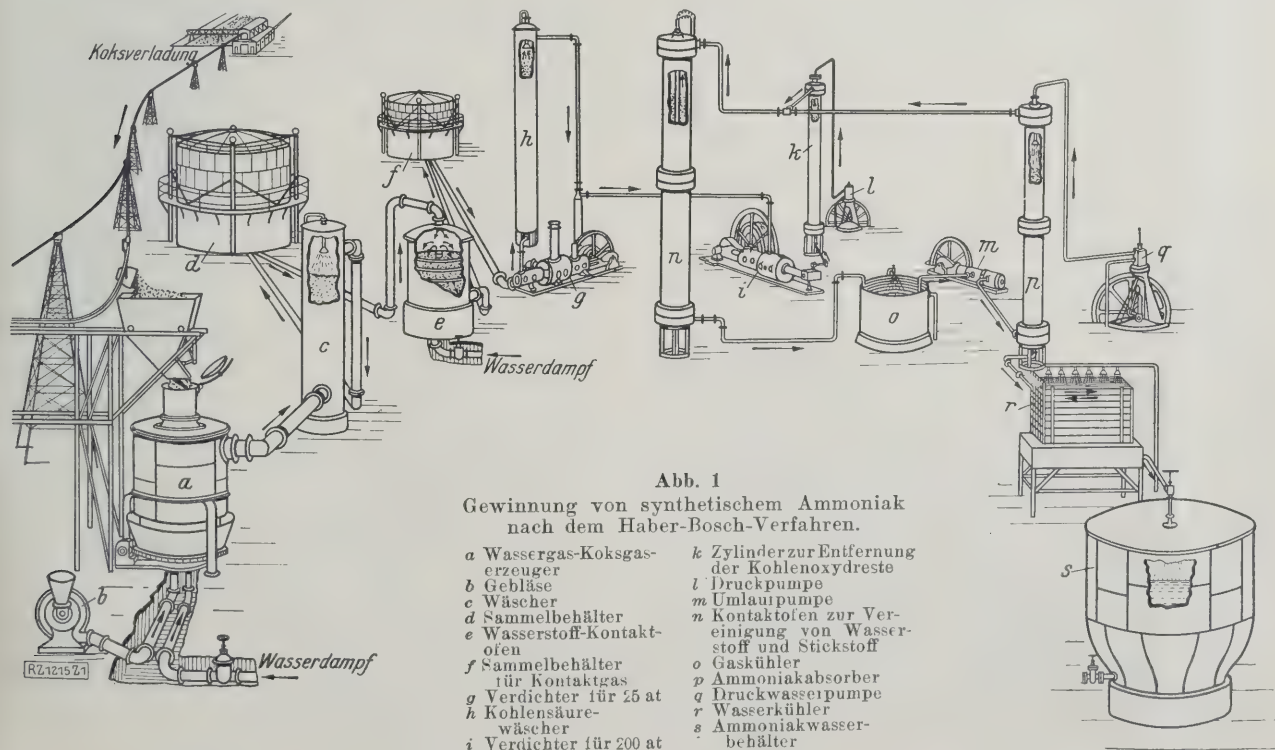 Koksverladung
d
f
h
k
l
c
e
g
n
i
o
m
n
q
Wasserdampf
r
a
b
Wasserdampf
RZ1215Z1
s
Abb. 1
Gewinnung von synthetischem Ammoniak
nach dem Haber-Bosch-Verfahren.
a Wassergas-Koksgas-
erzeuger
b Gebläse
c Wäscher
d Sammelbehälter
e Wasserstoff-Kontakt-
ofen
f Sammelbehälter
für Kontaktgas
g Verdichter für 25 at
h Kohlensäure-
wäscher
i Verdichter für 200 at
k Zylinder zur Entfernung
der Kohlenoxydreste
l Druckpumpe
m Umlaufpumpe
n Kontaktofen zur Ver-
einigung von Wasser-
stoff und Stickstoff
o Gaskühler
p Ammoniakabsorber
q Druckwasserpumpe
r Wasserkühler
s Ammoniakwasser-
behälter